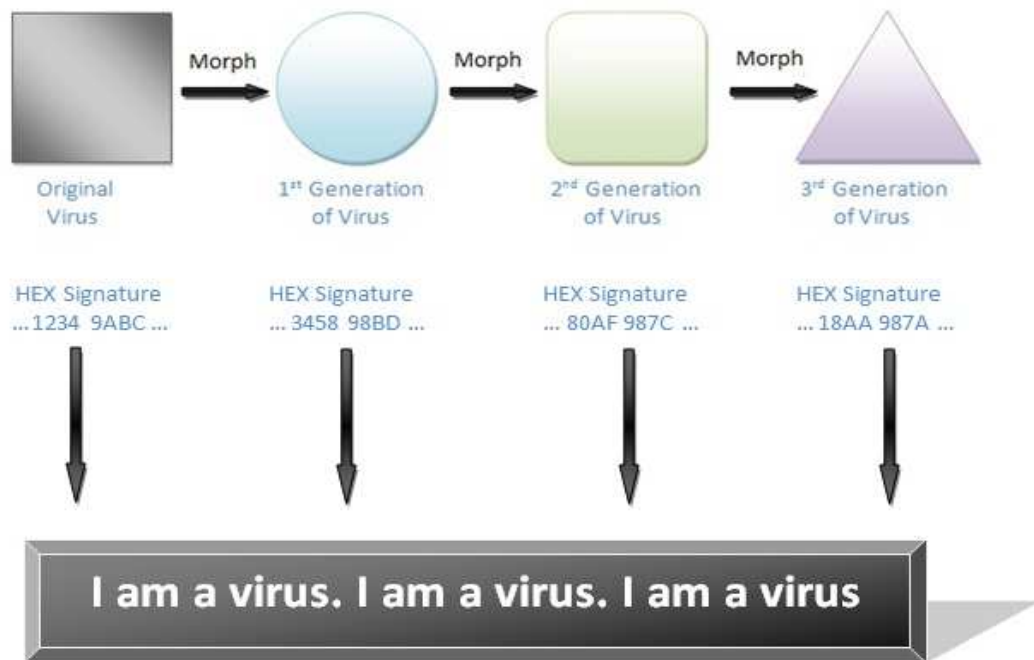 Morph
Morph
Morph
Original
Virus
1st Generation
of Virus
2nd Generation
of Virus
3rd Generation
of Virus
HEX Signature
... 1234 9ABC ...
HEX Signature
... 3458 98BD ...
HEX Signature
... 80AF 987C ...
HEX Signature
... 18AA 987A ...
I am a virus. I am a virus. I am a virus